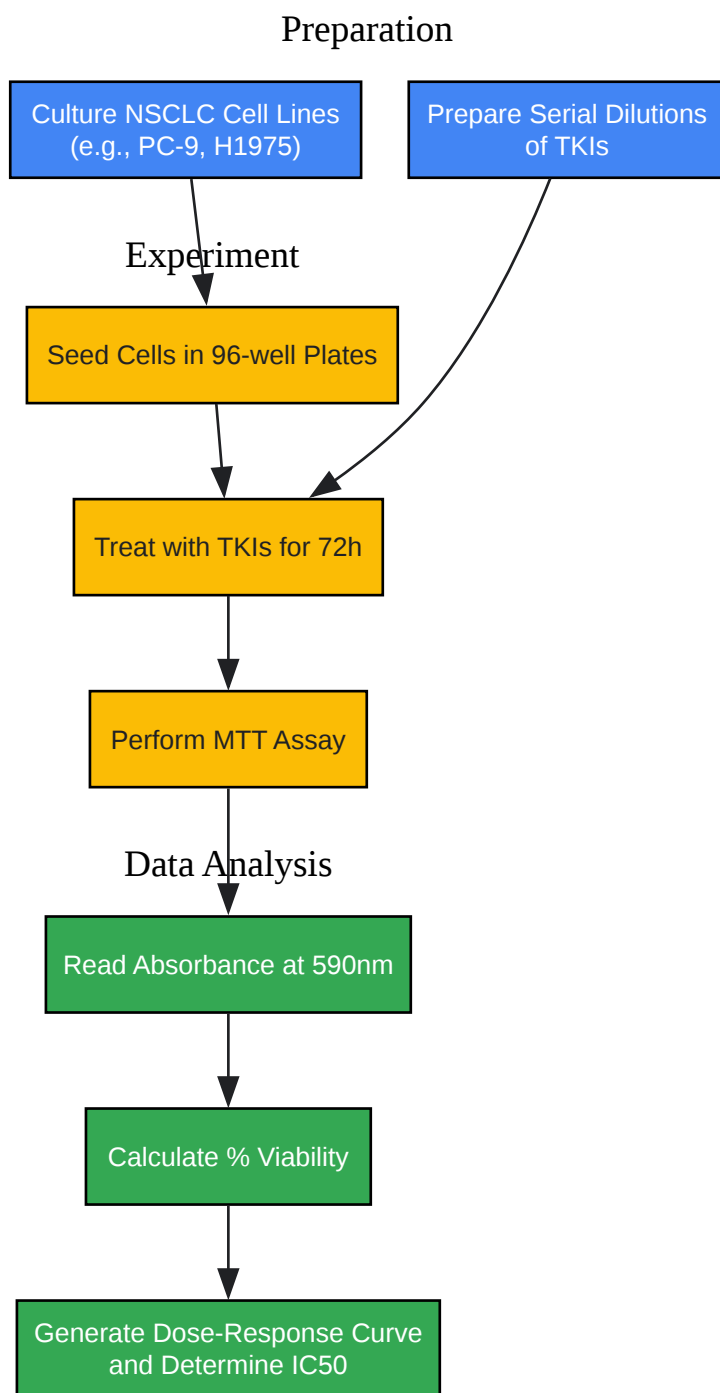 Preparation
Culture NSCLC Cell Lines
(e.g., PC-9, H1975)
Prepare Serial Dilutions
of TKIs
Experiment
Seed Cells in 96-well Plates
Treat with TKIs for 72h
Perform MTT Assay
Data Analysis
Read Absorbance at 590nm
Calculate % Viability
Generate Dose-Response Curve
and Determine IC50